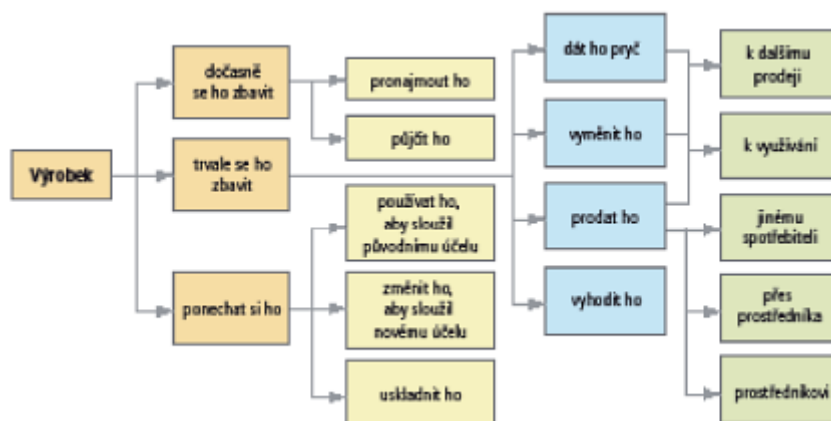 Výrobek
dočasně
se ho zbavit
trvale se ho
zbavit
ponechat si ho
pronajmout ho
půjčit ho
používat ho,
aby sloužil
původnímu účelu
změnit ho,
aby sloužil
novému účelu
uskladnit ho
dát ho pryč
vyměnit ho
prodat ho
vyhodit ho
k dalšímu
prodeji
k využívání
jinému
spotřebiteli
přes
prostředníka
prostředníkovi